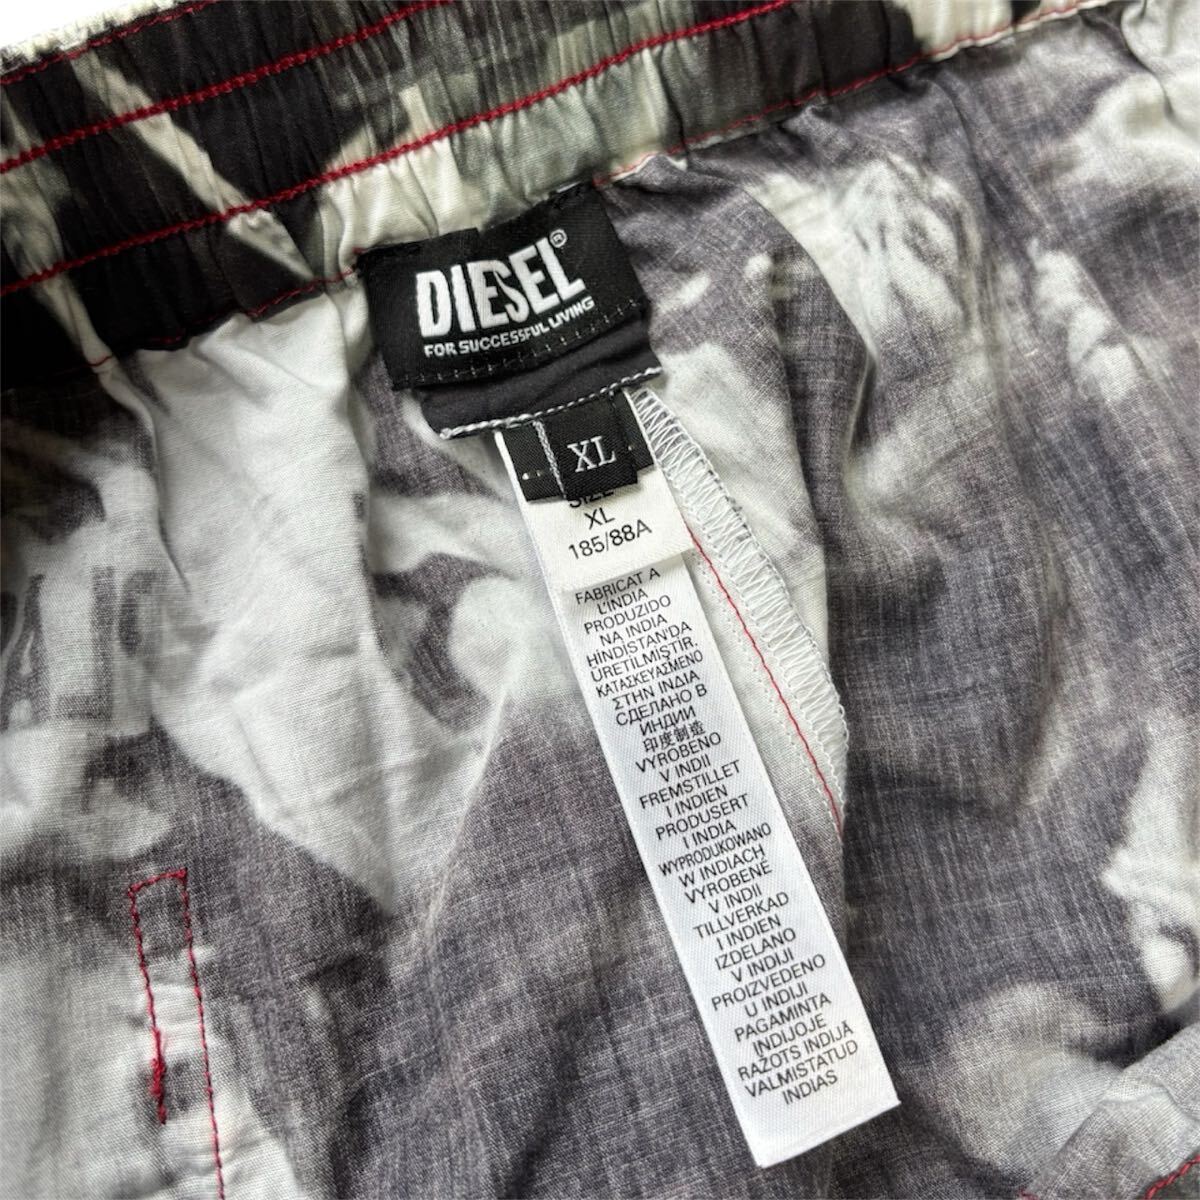 DIESEL®
FOR SUCCESSFUL LIVING
XL
SIZE
XL
185/88A
FABRICAT A
L'INDIA
PRODUZIDO
NA INDIA
HİNDİSTAN'DA
ÜRETİLMİŞTİR.
ΚΑΤΑΣΚΕΥΑΣΜΕΝΟ
ΣΤΗΝ ΙΝΔΙΑ
СДЕЛАНО В
ИНДИИ
印度制造
VYROBENO
V INDII
FREMSTILLET
I INDIEN
PRODUSERT
I INDIA
WYPRODUKOWANO
W INDIACH
VYROBENÉ
V INDII
TILLVERKAD
I INDIEN
IZDELANO
V INDIJI
PROIZVEDENO
U INDIJI
PAGAMINTA
INDIJOJE
RAŽOTS INDIJĀ
VALMISTATUD
INDIAS